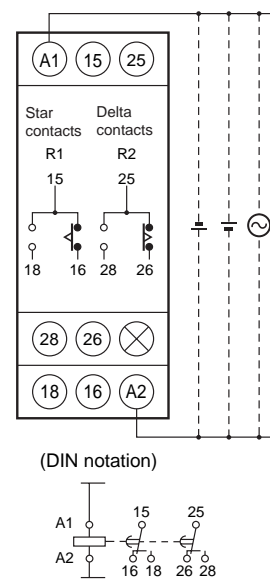 A1 15 25
Star contacts
Delta contacts
R1 R2
15 25
18 16 28 26
28 26
18 16 A2
(DIN notation)
15 25
A1
A2
16 18 26 28